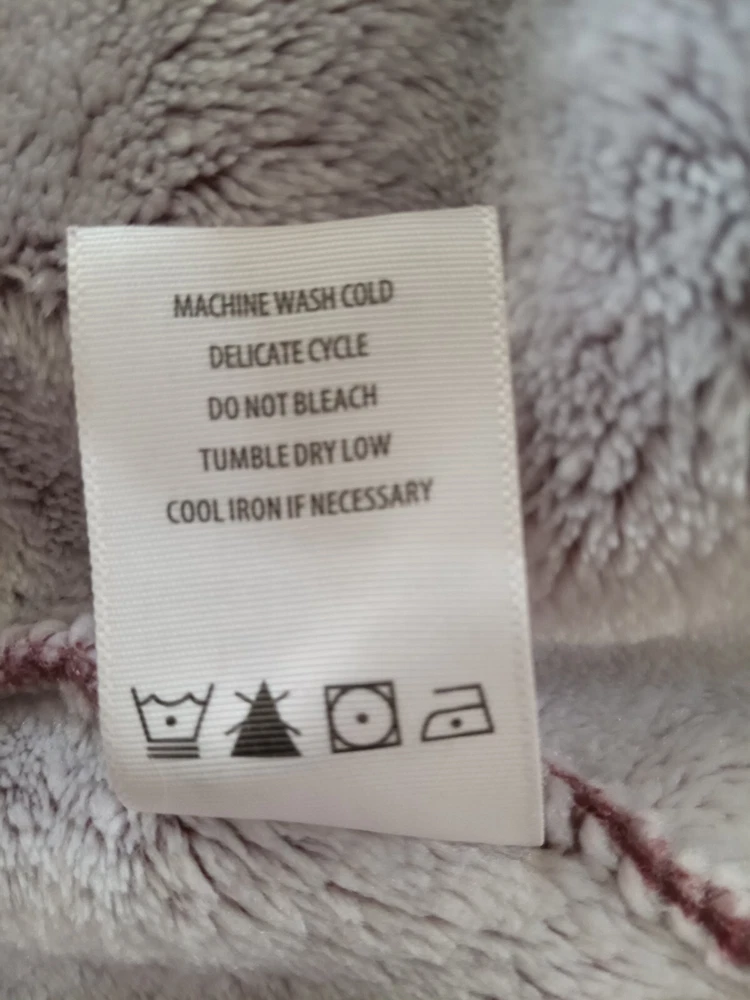 MACHINE WASH COLD
DELICATE CYCLE
DO NOT BLEACH
TUMBLE DRY LOW
COOL IRON IF NECESSARY